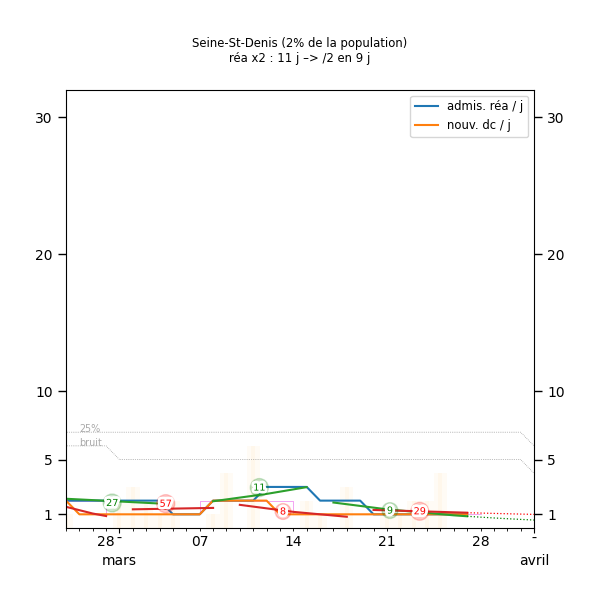 Seine-St-Denis (2% de la population)
réa x2 : 11 j –> /2 en 9 j
admis. réa / j
nouv. dc / j
30 30
20 20
10 10
25%
bruit
5 5
27 57 11 8 9 29
1 1
28 - 07 14 21 28 -
mars avril